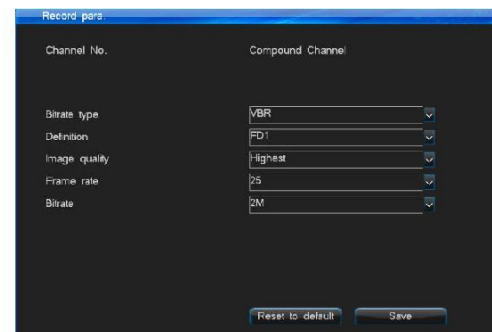 Record para.
Channel No. Compound Channel
Bitrate type VBR
Definition FD1
Image quality Highest
Frame rate 25
Bitrate 2M
Reset to default Save